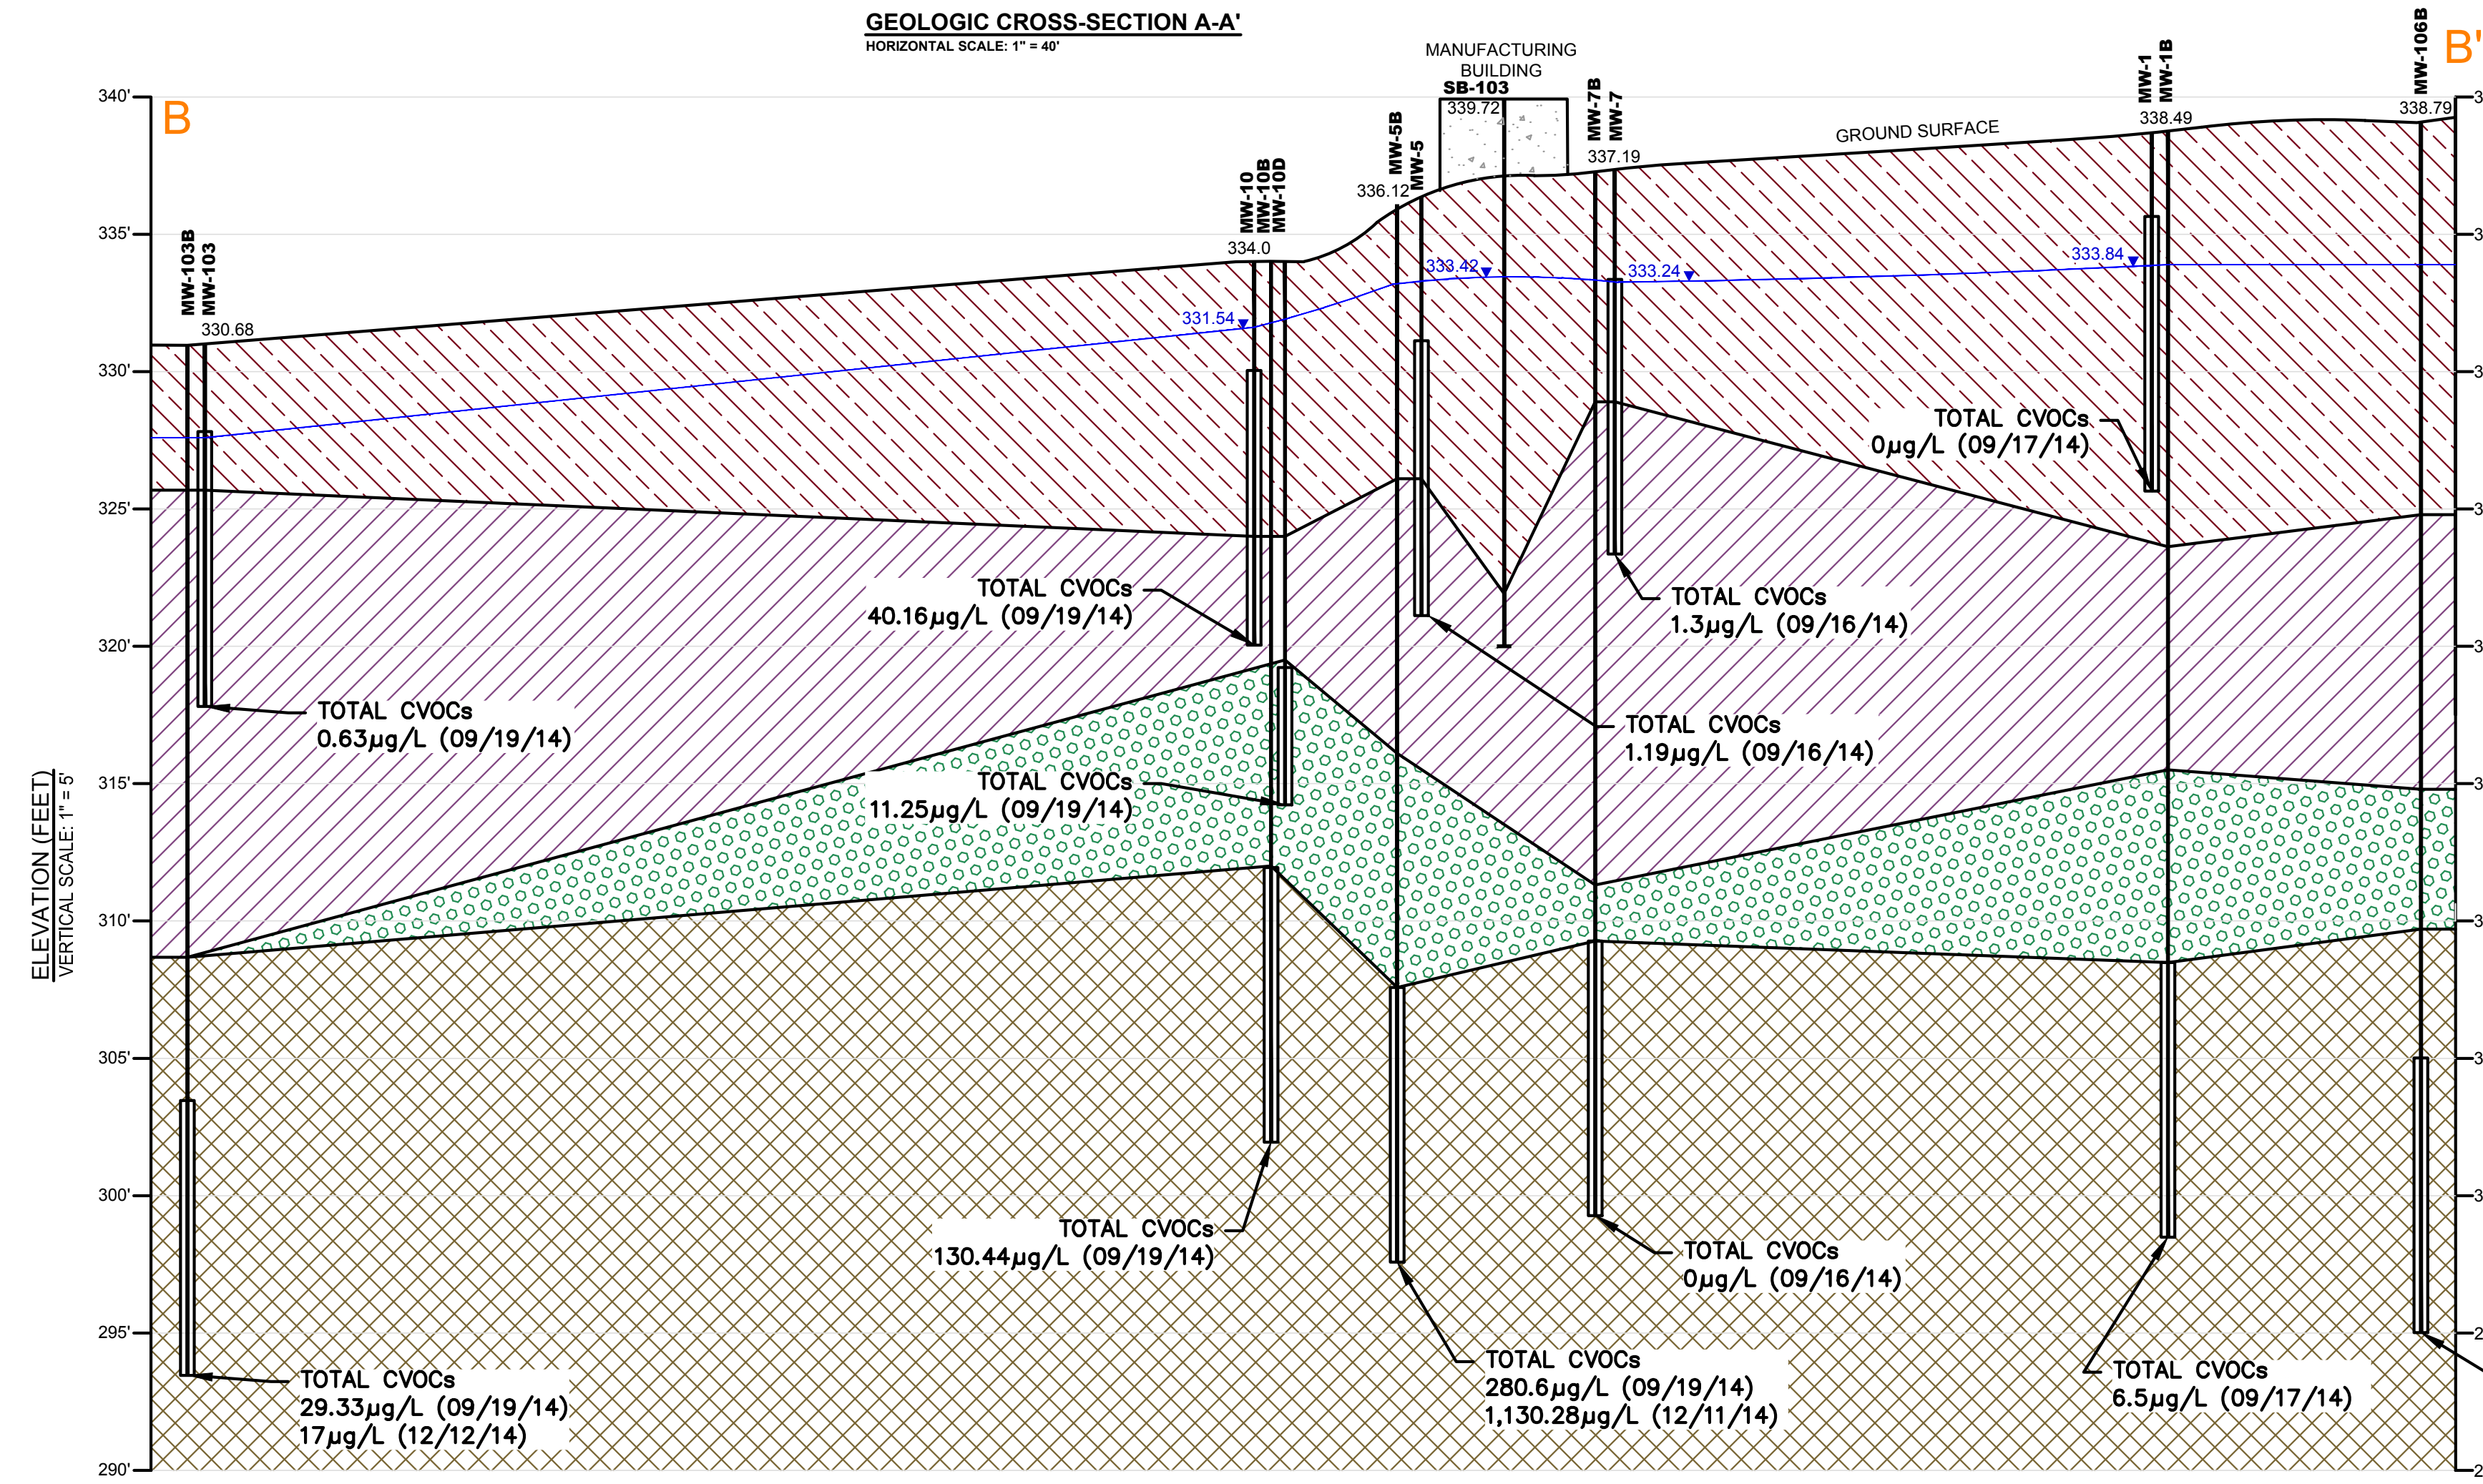 GEOLOGIC CROSS-SECTION A-A'
HORIZONTAL SCALE: 1" = 40'
B
B'
MANUFACTURING
BUILDING
SB-103
339.72
MW-103B
MW-103
330.68
MW-10
MW-10B
MW-10D
334.0
MW-5B
MW-5
336.12
MW-7B
MW-7
337.19
GROUND SURFACE
MW-1
MW-1B
338.49
MW-106B
338.79
331.54
333.42
333.24
333.84
340'
335'
330'
325'
320'
315'
310'
305'
300'
295'
290'
ELEVATION (FEET)
VERTICAL SCALE: 1" = 5'
TOTAL CVOCs
0µg/L (09/17/14)
TOTAL CVOCs
40.16µg/L (09/19/14)
TOTAL CVOCs
1.3µg/L (09/16/14)
TOTAL CVOCs
0.63µg/L (09/19/14)
TOTAL CVOCs
1.19µg/L (09/16/14)
TOTAL CVOCs
11.25µg/L (09/19/14)
TOTAL CVOCs
130.44µg/L (09/19/14)
TOTAL CVOCs
0µg/L (09/16/14)
TOTAL CVOCs
280.6µg/L (09/19/14)
1,130.28µg/L (12/11/14)
TOTAL CVOCs
6.5µg/L (09/17/14)
TOTAL CVOCs
29.33µg/L (09/19/14)
17µg/L (12/12/14)